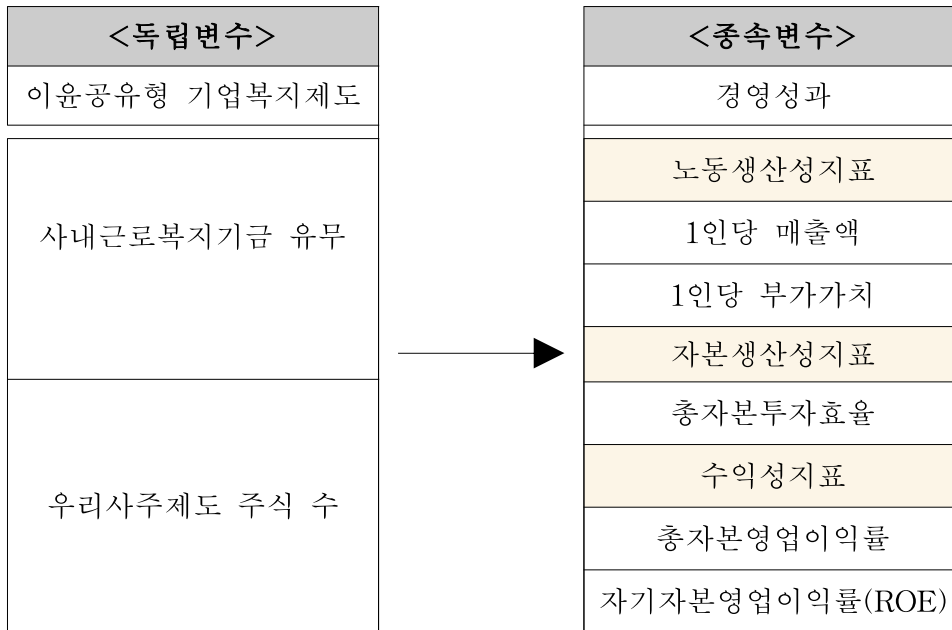 <독립변수>
이윤공유형 기업복지제도
사내근로복지기금 유무
우리사주제도 주식 수
<종속변수>
경영성과
노동생산성지표
1인당 매출액
1인당 부가가치
자본생산성지표
총자본투자효율
수익성지표
총자본영업이익률
자기자본영업이익률(ROE)